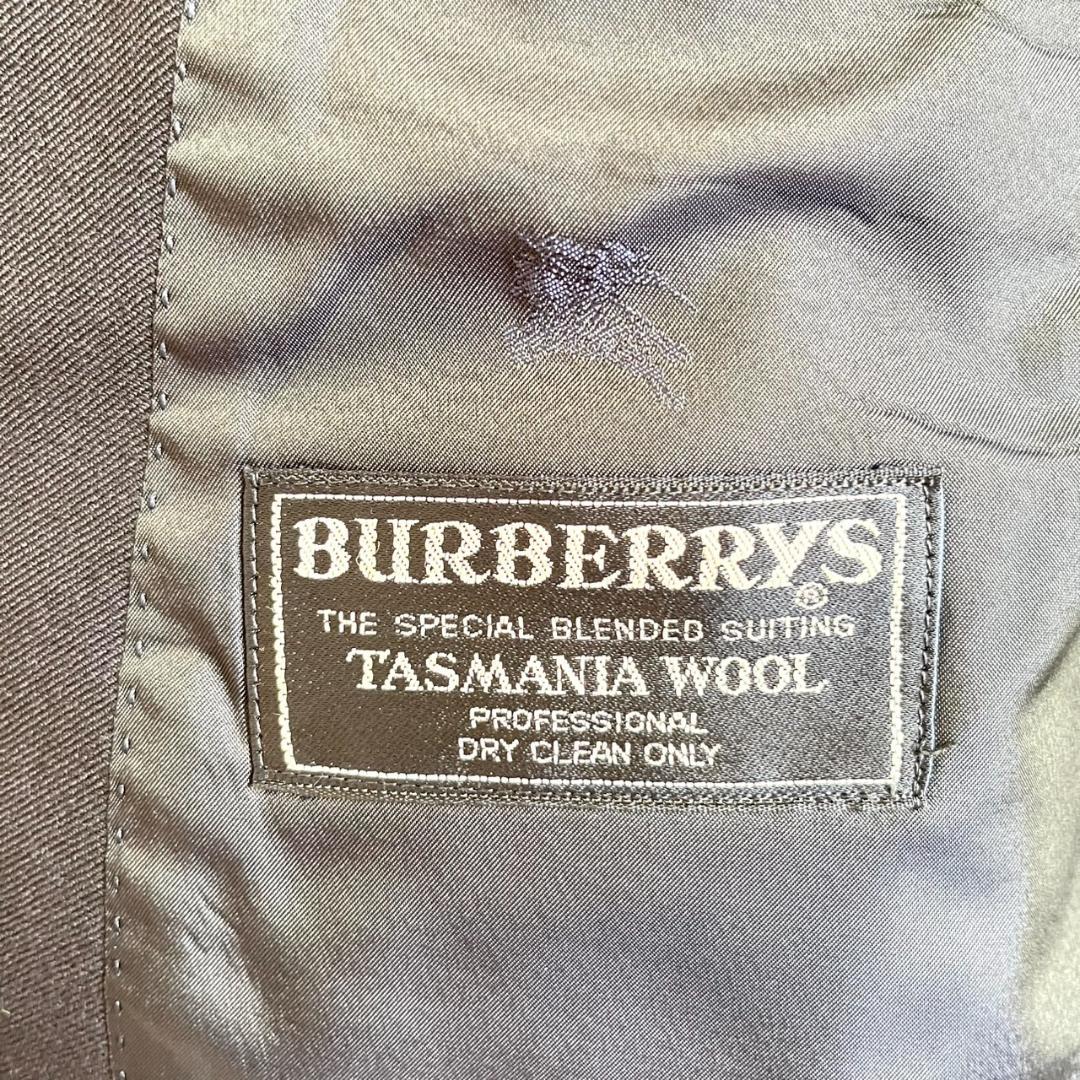 BURBERRYS®
THE SPECIAL BLENDED SUITING
TASMANIA WOOL
PROFESSIONAL
DRY CLEAN ONLY